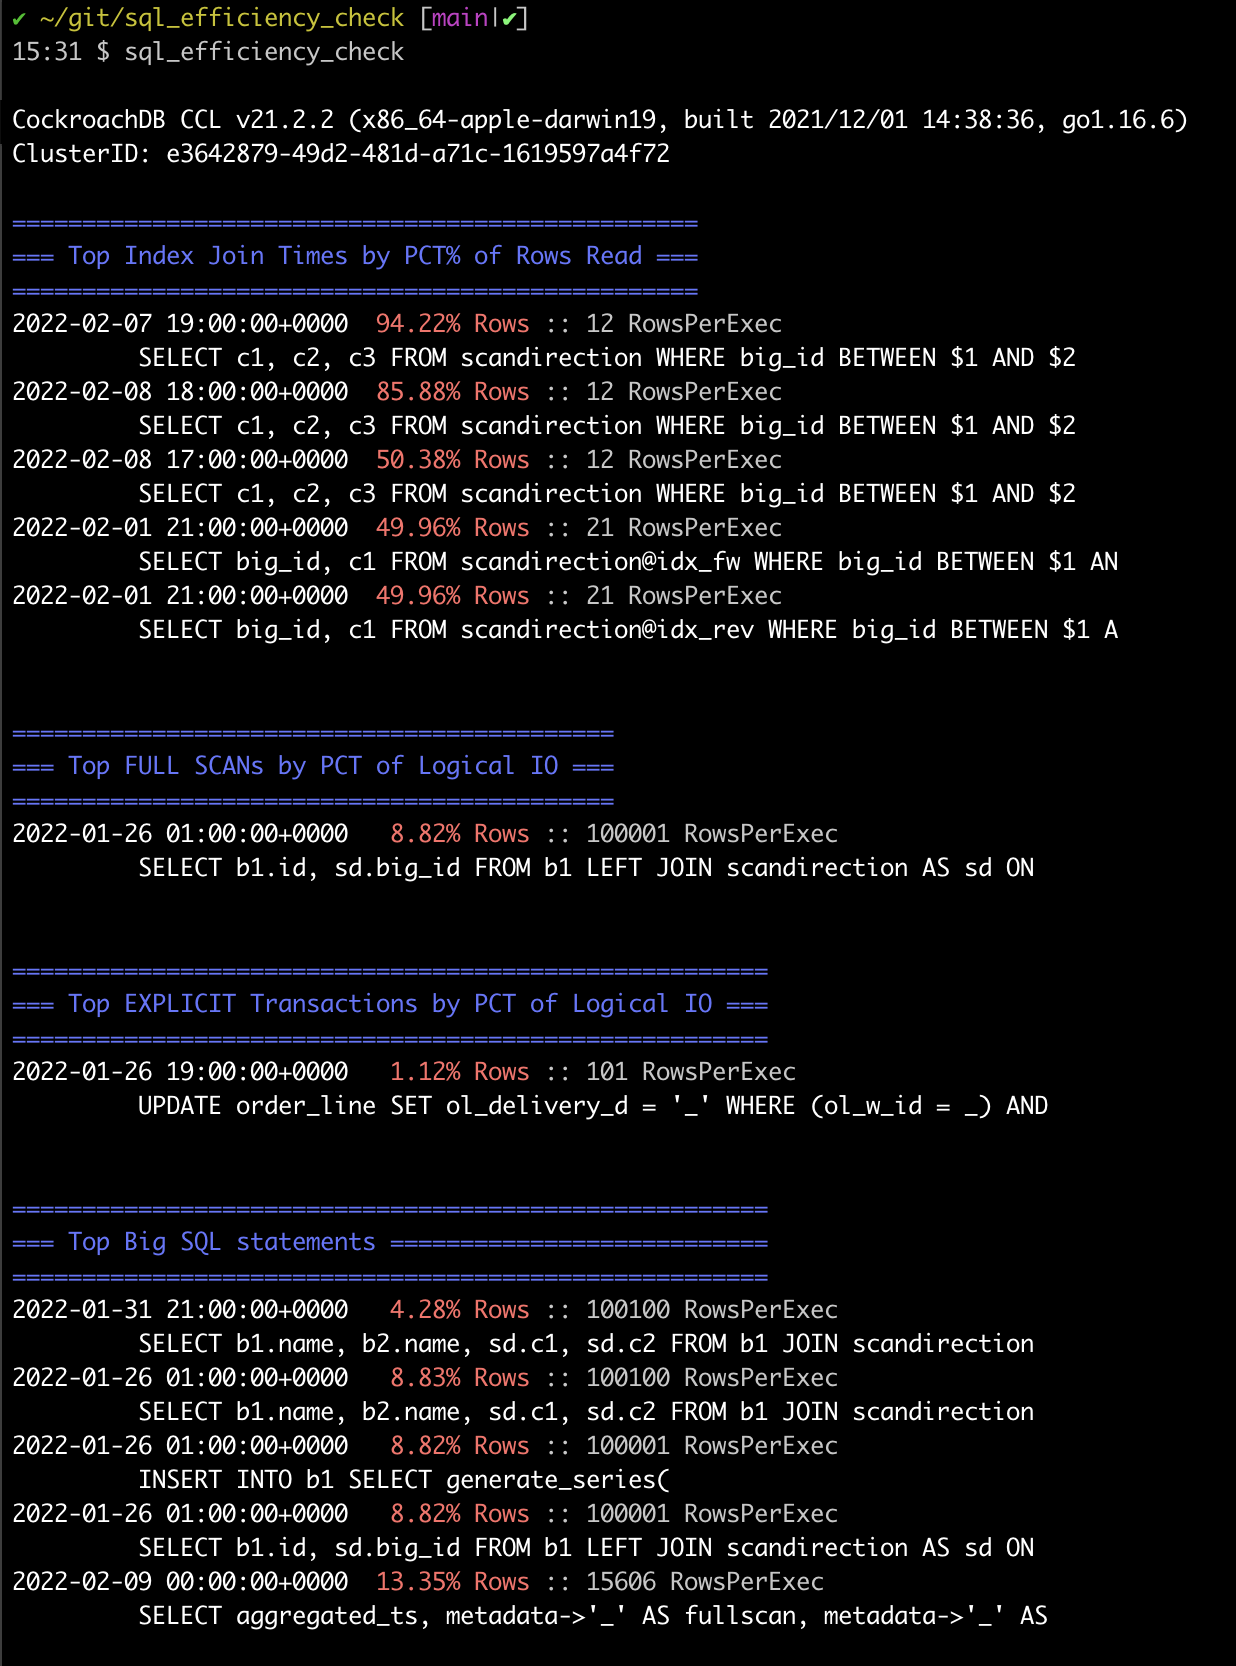 ✔ ~/git/sql_efficiency_check [main|✔]
15:31 $ sql_efficiency_check
CockroachDB CCL v21.2.2 (x86_64-apple-darwin19, built 2021/12/01 14:38:36, go1.16.6)
ClusterID: e3642879-49d2-481d-a71c-1619597a4f72
=================================================
=== Top Index Join Times by PCT% of Rows Read ===
=================================================
2022-02-07 19:00:00+0000  94.22% Rows :: 12 RowsPerExec
         SELECT c1, c2, c3 FROM scandirection WHERE big_id BETWEEN $1 AND $2
2022-02-08 18:00:00+0000  85.88% Rows :: 12 RowsPerExec
         SELECT c1, c2, c3 FROM scandirection WHERE big_id BETWEEN $1 AND $2
2022-02-08 17:00:00+0000  50.38% Rows :: 12 RowsPerExec
         SELECT c1, c2, c3 FROM scandirection WHERE big_id BETWEEN $1 AND $2
2022-02-01 21:00:00+0000  49.96% Rows :: 21 RowsPerExec
         SELECT big_id, c1 FROM scandirection@idx_fw WHERE big_id BETWEEN $1 AN
2022-02-01 21:00:00+0000  49.96% Rows :: 21 RowsPerExec
         SELECT big_id, c1 FROM scandirection@idx_rev WHERE big_id BETWEEN $1 A
===========================================
=== Top FULL SCANs by PCT of Logical IO ===
===========================================
2022-01-26 01:00:00+0000   8.82% Rows :: 100001 RowsPerExec
         SELECT b1.id, sd.big_id FROM b1 LEFT JOIN scandirection AS sd ON
======================================================
=== Top EXPLICIT Transactions by PCT of Logical IO ===
======================================================
2022-01-26 19:00:00+0000   1.12% Rows :: 101 RowsPerExec
         UPDATE order_line SET ol_delivery_d = '_' WHERE (ol_w_id = _) AND
======================================================
=== Top Big SQL statements ===========================
======================================================
2022-01-31 21:00:00+0000   4.28% Rows :: 100100 RowsPerExec
         SELECT b1.name, b2.name, sd.c1, sd.c2 FROM b1 JOIN scandirection
2022-01-26 01:00:00+0000   8.83% Rows :: 100100 RowsPerExec
         SELECT b1.name, b2.name, sd.c1, sd.c2 FROM b1 JOIN scandirection
2022-01-26 01:00:00+0000   8.82% Rows :: 100001 RowsPerExec
         INSERT INTO b1 SELECT generate_series(
2022-01-26 01:00:00+0000   8.82% Rows :: 100001 RowsPerExec
         SELECT b1.id, sd.big_id FROM b1 LEFT JOIN scandirection AS sd ON
2022-02-09 00:00:00+0000  13.35% Rows :: 15606 RowsPerExec
         SELECT aggregated_ts, metadata->'_' AS fullscan, metadata->'_' AS